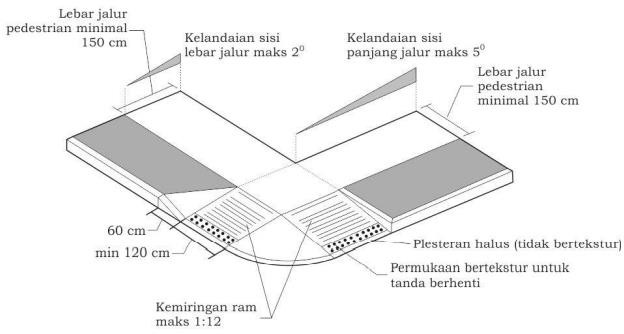 Lebar jalur
pedestrian minimal
150 cm
Kelandaian sisi
lebar jalur maks 2⁰
Kelandaian sisi
panjang jalur maks 5⁰
Lebar jalur
pedestrian
minimal 150 cm
60 cm
min 120 cm
Plesteran halus (tidak bertekstur)
Permukaan bertekstur untuk
tanda berhenti
Kemiringan ram
maks 1:12